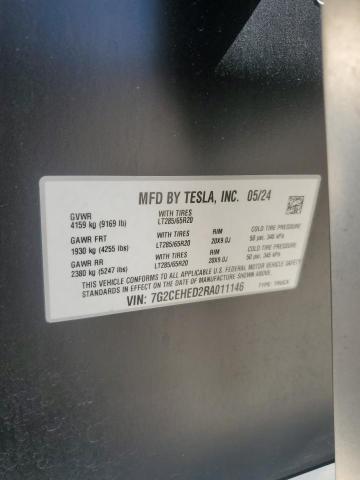 MFD BY TESLA, INC. 05/24
GVWR
4159 kg (9169 lb)
WITH TIRES
LT285/65R20
GAWR FRT
1930 kg (4255 lb)
WITH TIRES
LT285/65R20
RIM
20X9.0J
COLD TIRE PRESSURE
50 psi, 345 kPa
GAWR RR
2380 kg (5247 lb)
WITH TIRES
LT285/65R20
RIM
20X9.0J
COLD TIRE PRESSURE
50 psi, 345 kPa
THIS VEHICLE CONFORMS TO ALL APPLICABLE U.S. FEDERAL MOTOR VEHICLE SAFETY
STANDARDS IN EFFECT ON THE DATE OF MANUFACTURE SHOWN ABOVE.
VIN: 7G2CEHED2RA011146 TYPE: TRUCK